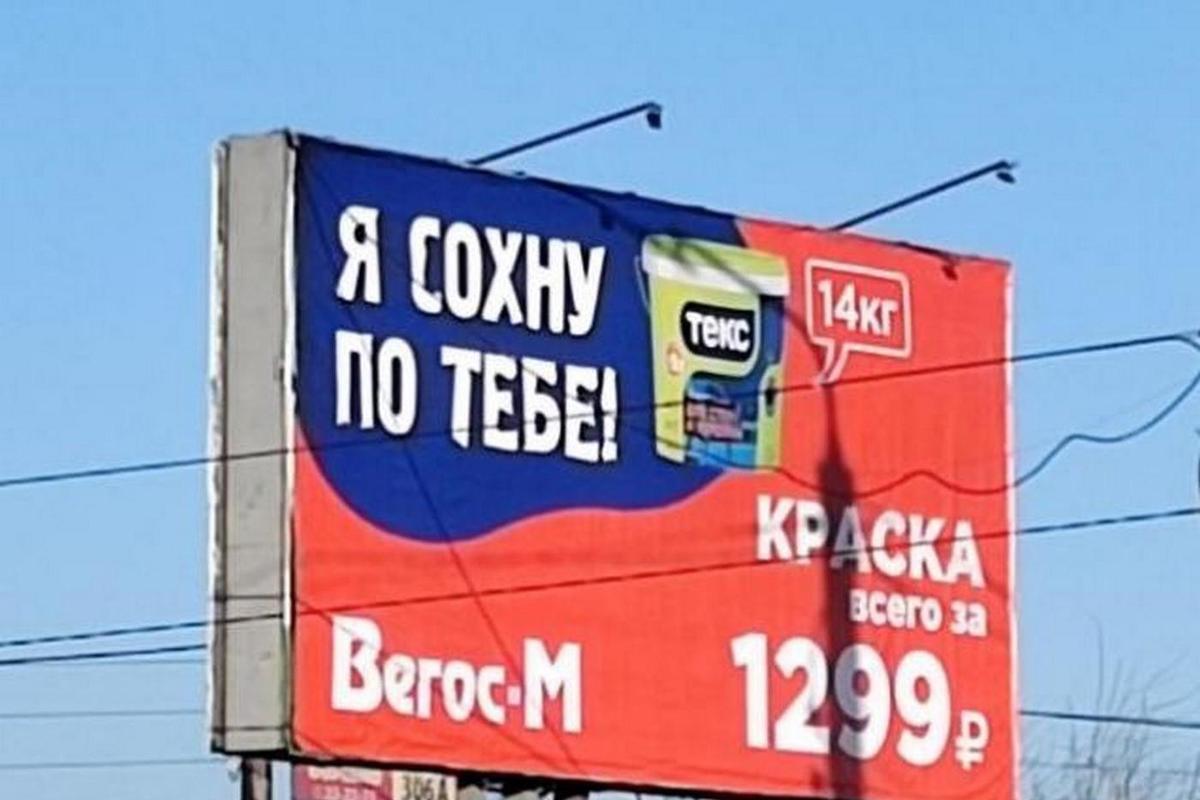 Я СОХНУ
ПО ТЕБЕ!
текс
14кг
КРАСКА
всего за
1299₽
Вегос-М
306А